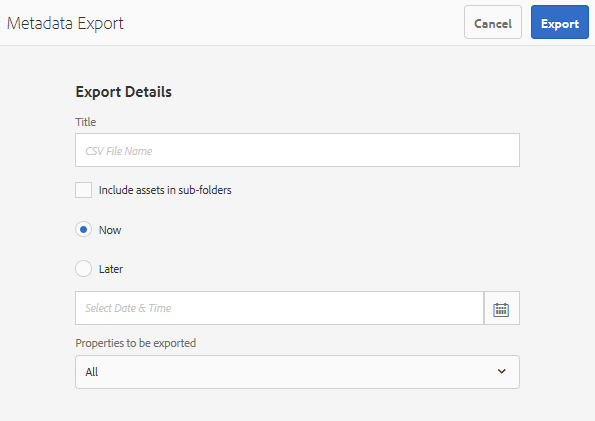 Metadata Export
Cancel
Export
Export Details
Title
CSV File Name
Include assets in sub-folders
Now
Later
Select Date & Time
Properties to be exported
All